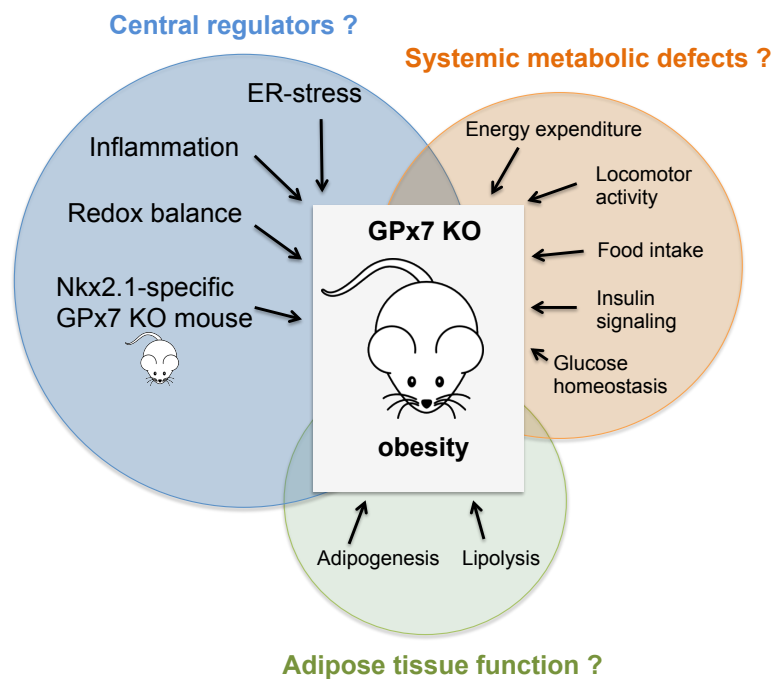 Central regulators ?
Systemic metabolic defects ?
ER-stress
Inflammation
Redox balance
Nkx2.1-specific
GPx7 KO mouse
Energy expenditure
Locomotor
activity
Food intake
Insulin
signaling
Glucose
homeostasis
GPx7 KO
obesity
Adipogenesis
Lipolysis
Adipose tissue function ?